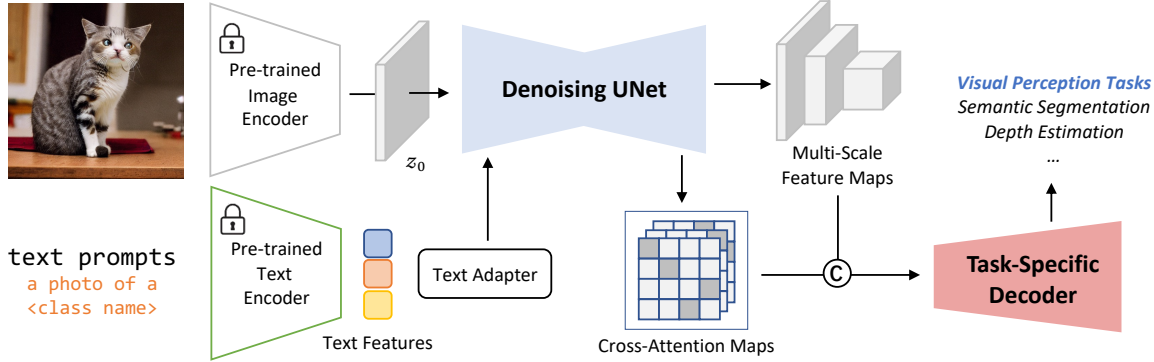 Pre-trained
Image
Encoder
z₀
Denoising UNet
Multi-Scale
Feature Maps
Visual Perception Tasks
Semantic Segmentation
Depth Estimation
...
text prompts
a photo of a
<class name>
Pre-trained
Text
Encoder
Text Features
Text Adapter
Cross-Attention Maps
C
Task-Specific
Decoder